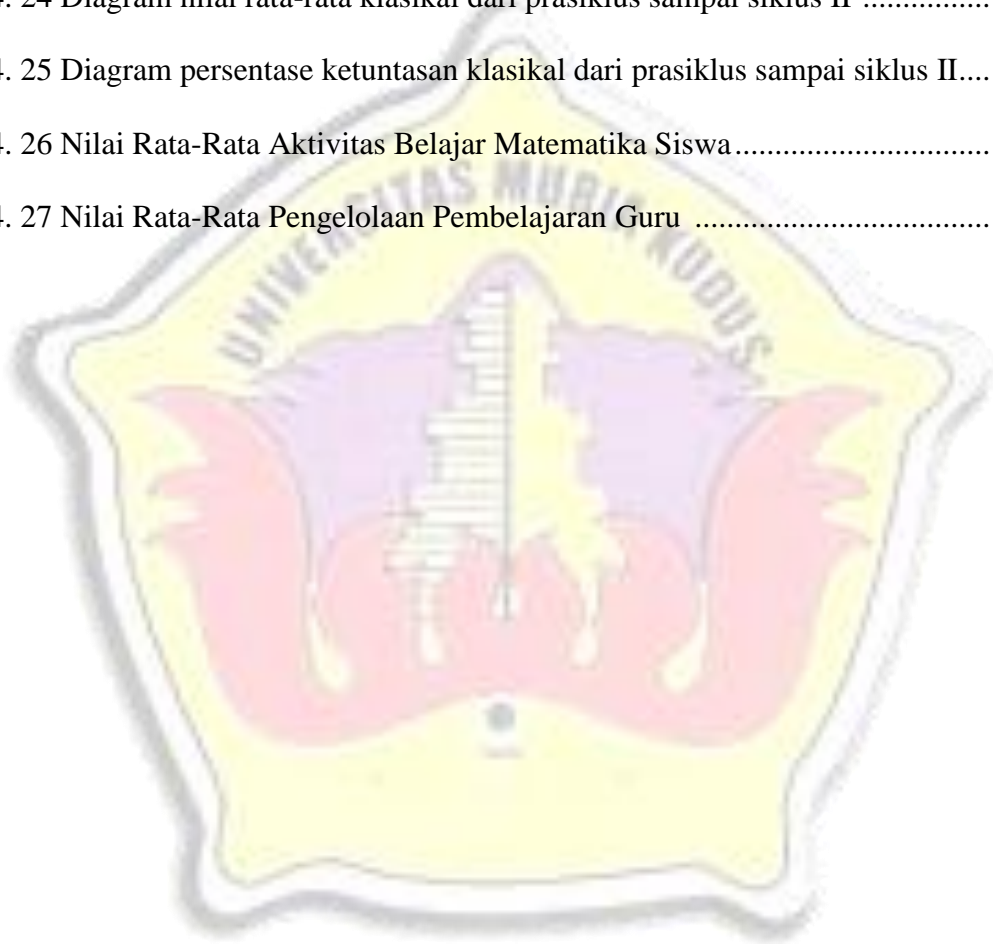 4. 24 Diagram nilai rata-rata klasikal dari prasiklus sampai siklus II ................
4. 25 Diagram persentase ketuntasan klasikal dari prasiklus sampai siklus II....
4. 26 Nilai Rata-Rata Aktivitas Belajar Matematika Siswa................................
4. 27 Nilai Rata-Rata Pengelolaan Pembelajaran Guru .....................................
UNIVERSITAS MURIA KUDUS